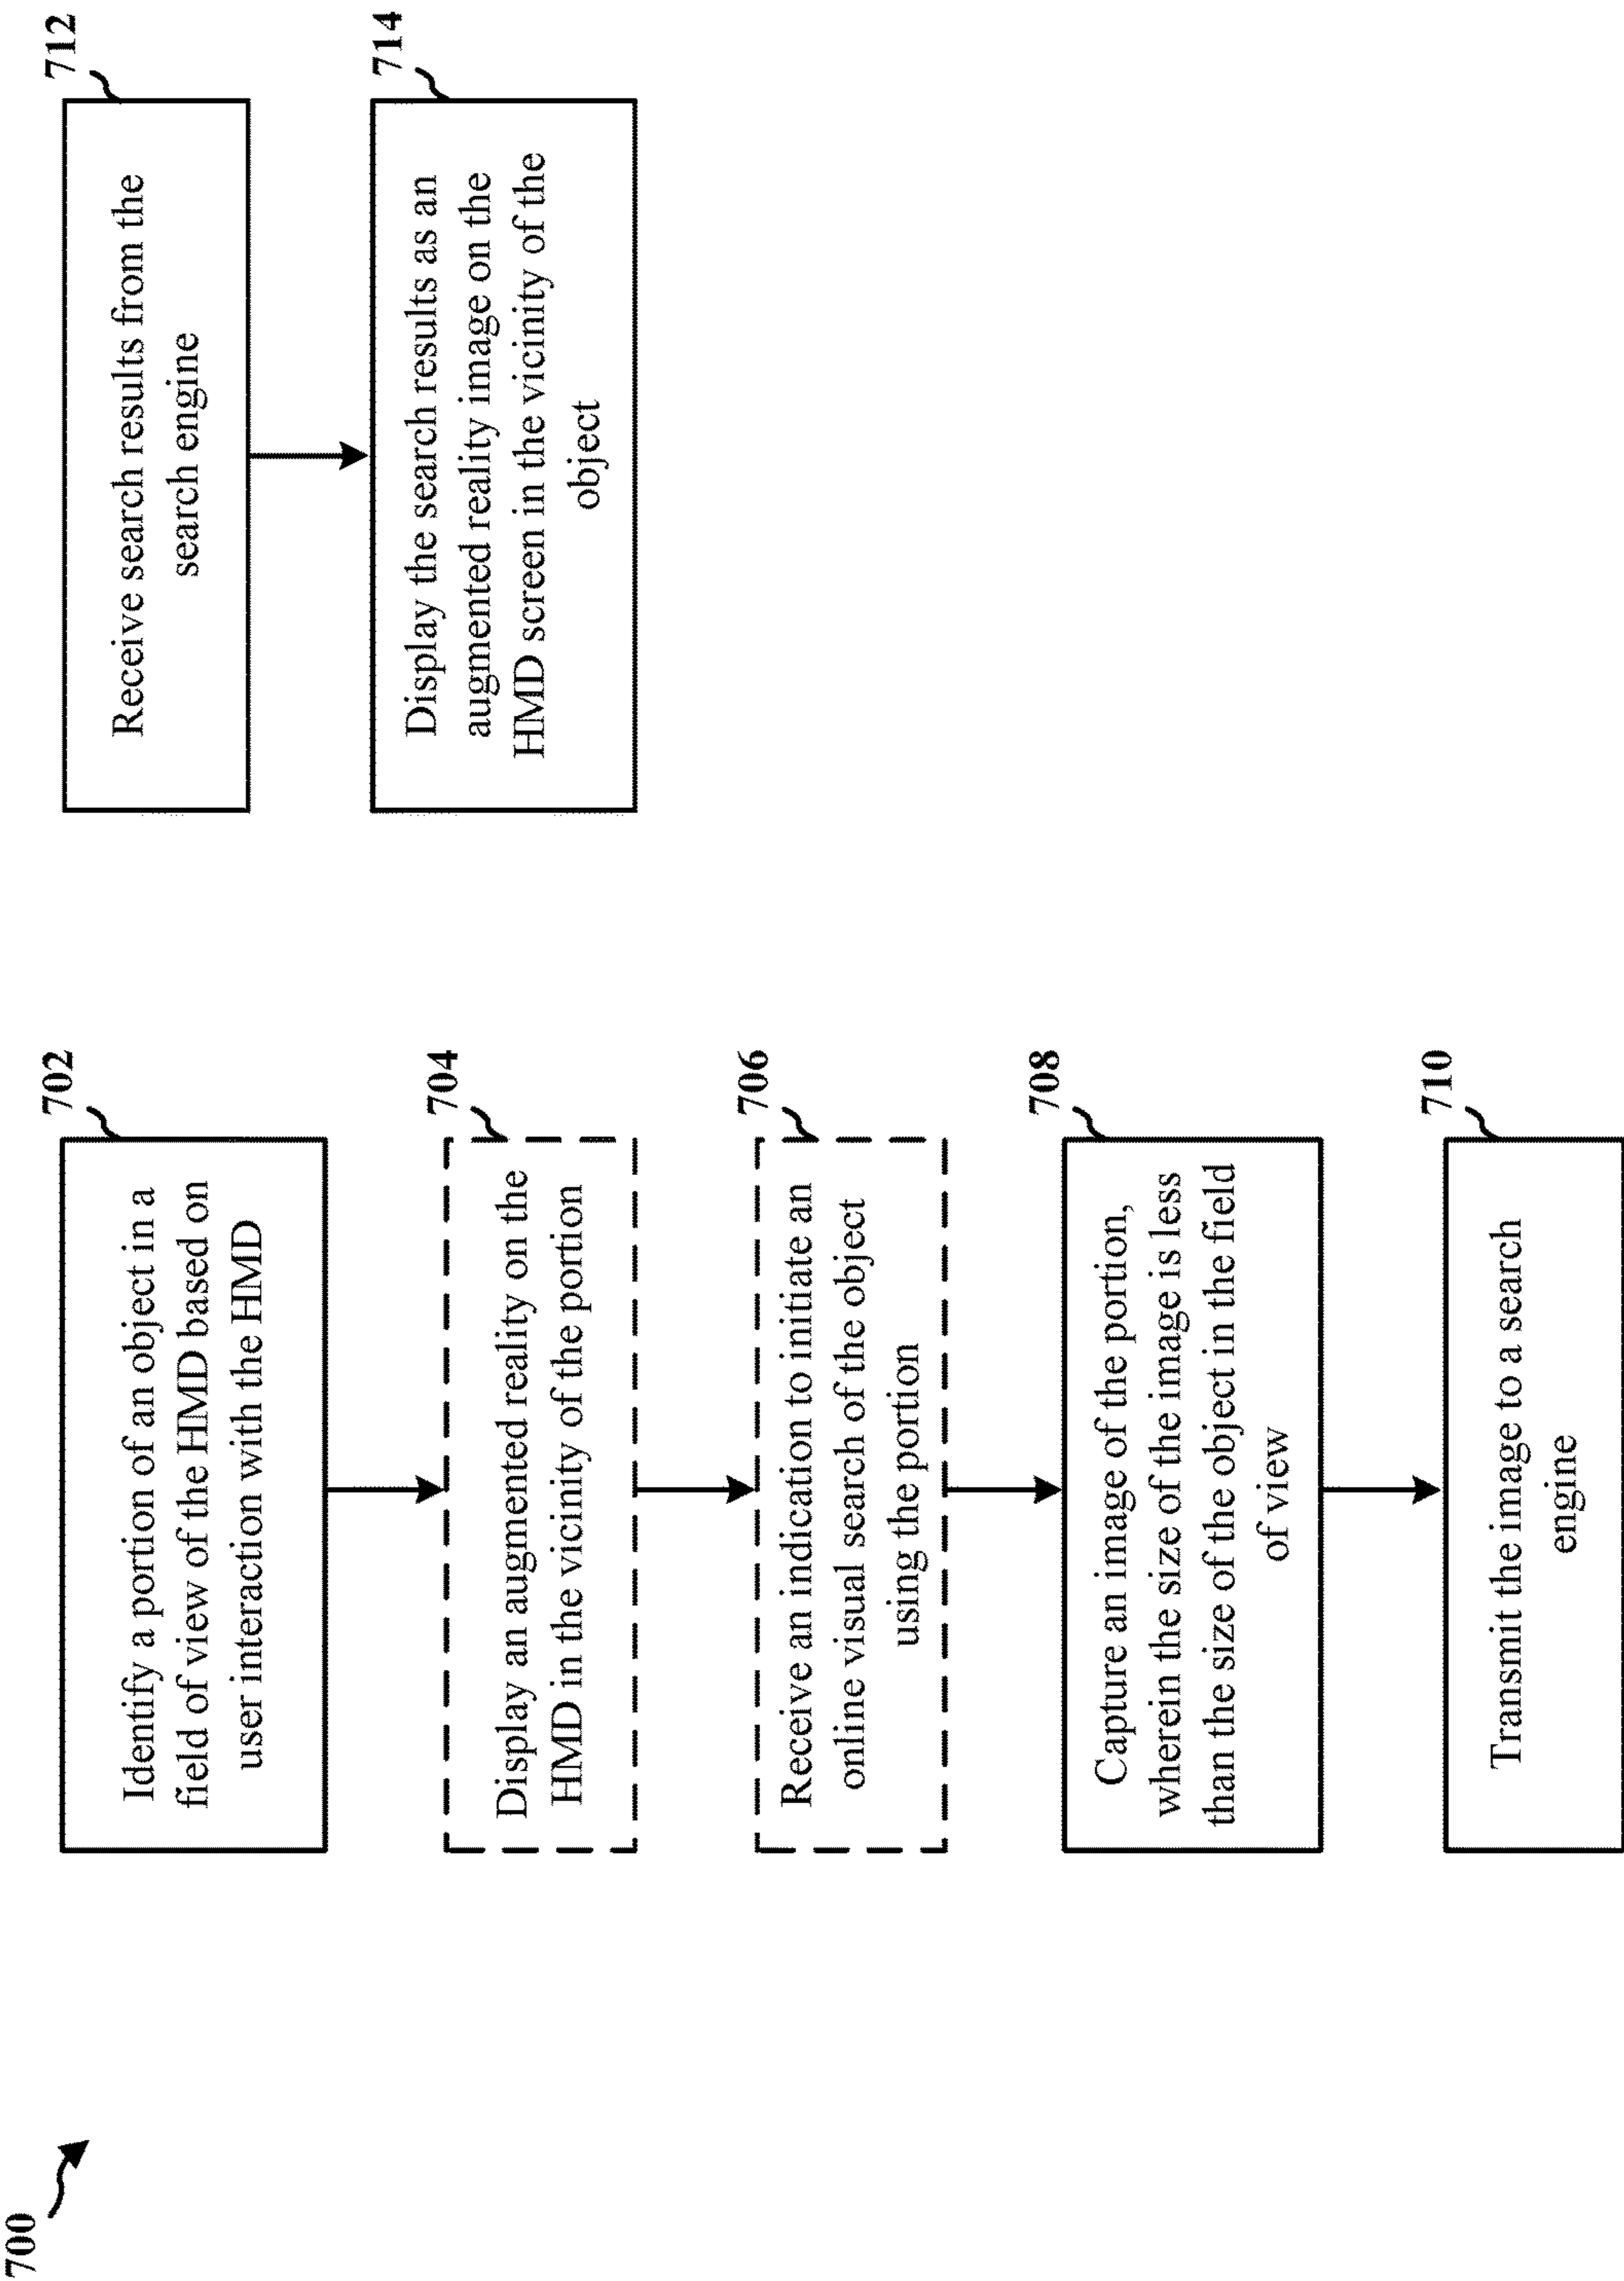 700
702
Identify a portion of an object in a
field of view of the HMD based on
user interaction with the HMD
704
Display an augmented reality on the
HMD in the vicinity of the portion
706
Receive an indication to initiate an
online visual search of the object
using the portion
708
Capture an image of the portion,
wherein the size of the image is less
than the size of the object in the field
of view
710
Transmit the image to a search
engine
712
Receive search results from the
search engine
714
Display the search results as an
augmented reality image on the
HMD screen in the vicinity of the
object